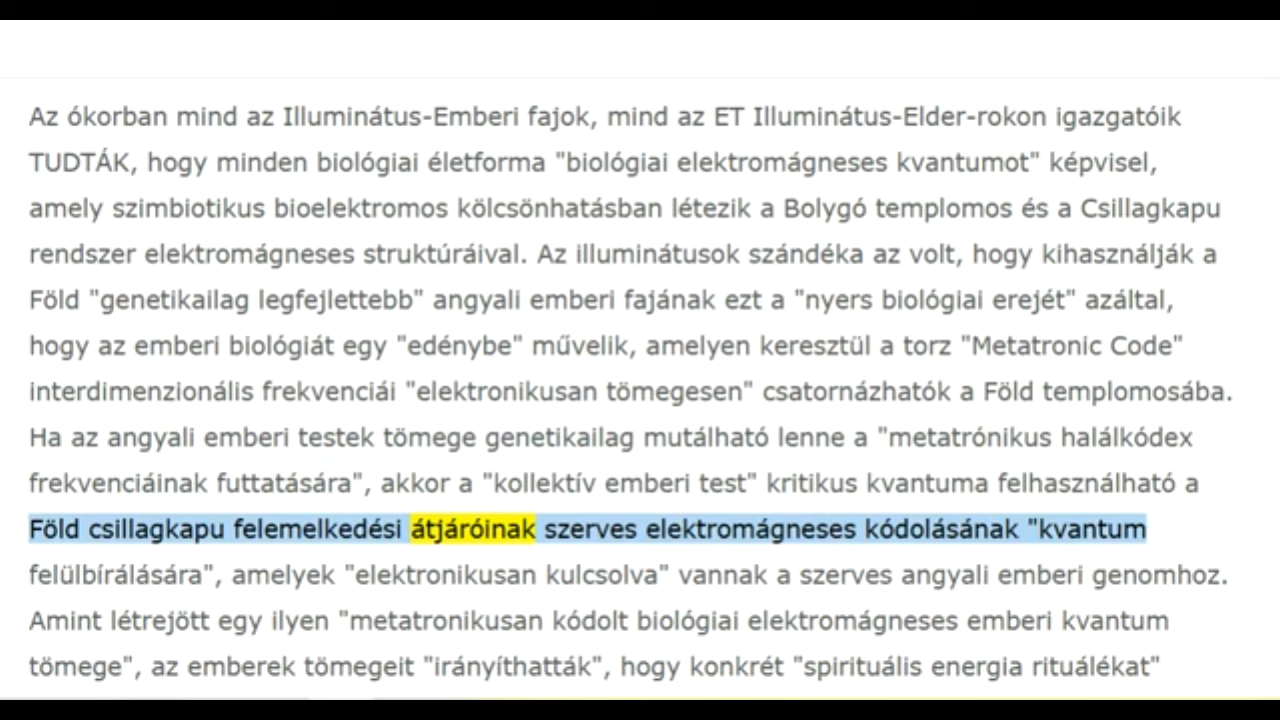 Az ókorban mind az Illuminátus-Emberi fajok, mind az ET Illuminátus-Elder-rokon igazgatóik
TUDTÁK, hogy minden biológiai életforma "biológiai elektromágneses kvantumot" képvisel,
amely szimbiotikus bioelektromos kölcsönhatásban létezik a Bolygó templomos és a Csillagkapu
rendszer elektromágneses struktúráival. Az illuminátusok szándéka az volt, hogy kihasználják a
Föld "genetikailag legfejlettebb" angyali emberi fajának ezt a "nyers biológiai erejét" azáltal,
hogy az emberi biológiát egy "edénybe" művelik, amelyen keresztül a torz "Metatronic Code"
interdimenzionális frekvenciái "elektronikusan tömegesen" csatornázhatók a Föld templomosába.
Ha az angyali emberi testek tömege genetikailag mutálható lenne a "metatrónikus halálkódex
frekvenciáinak futtatására", akkor a "kollektív emberi test" kritikus kvantuma felhasználható a
Föld csillagkapu felemelkedési átjáróinak szerves elektromágneses kódolásának "kvantum
felülbírálására", amelyek "elektronikusan kulcsolva" vannak a szerves angyali emberi genomhoz.
Amint létrejött egy ilyen "metatronikusan kódolt biológiai elektromágneses emberi kvantum
tömege", az emberek tömegeit "irányíthatták", hogy konkrét "spirituális energia rituálékat"